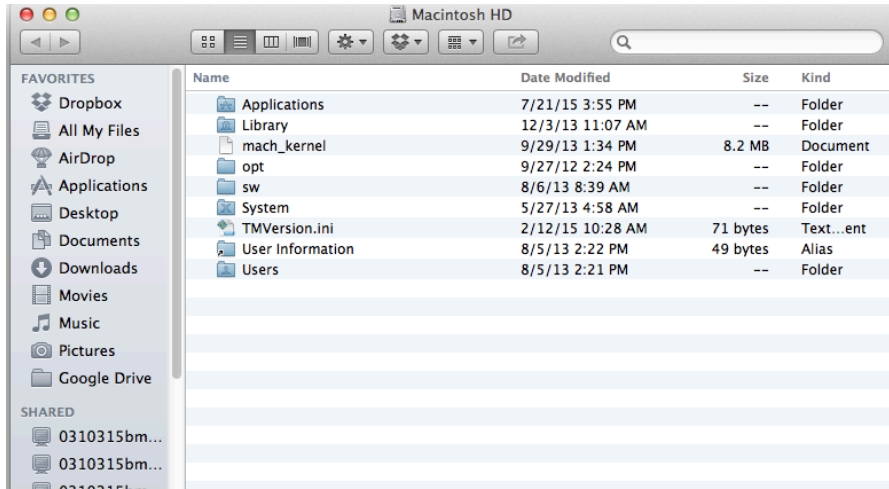 Macintosh HD
FAVORITES
Dropbox
All My Files
AirDrop
Applications
Desktop
Documents
Downloads
Movies
Music
Pictures
Google Drive
SHARED
0310315bm...
0310315bm...
Name Date Modified Size Kind
Applications 7/21/15 3:55 PM -- Folder
Library 12/3/13 11:07 AM -- Folder
mach_kernel 9/29/13 1:34 PM 8.2 MB Document
opt 9/27/12 2:24 PM -- Folder
sw 8/6/13 8:39 AM -- Folder
System 5/27/13 4:58 AM -- Folder
TMVersion.ini 2/12/15 10:28 AM 71 bytes Text...ent
User Information 8/5/13 2:22 PM 49 bytes Alias
Users 8/5/13 2:21 PM -- Folder